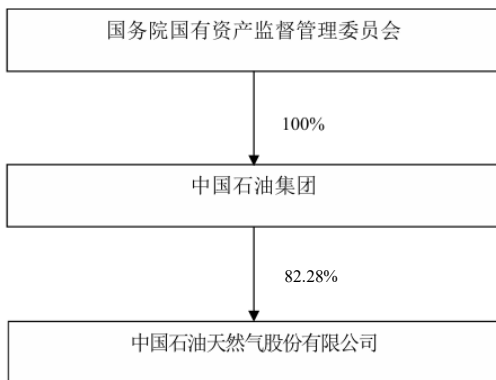 国务院国有资产监督管理委员会
100%
中国石油集团
82.28%
中国石油天然气股份有限公司